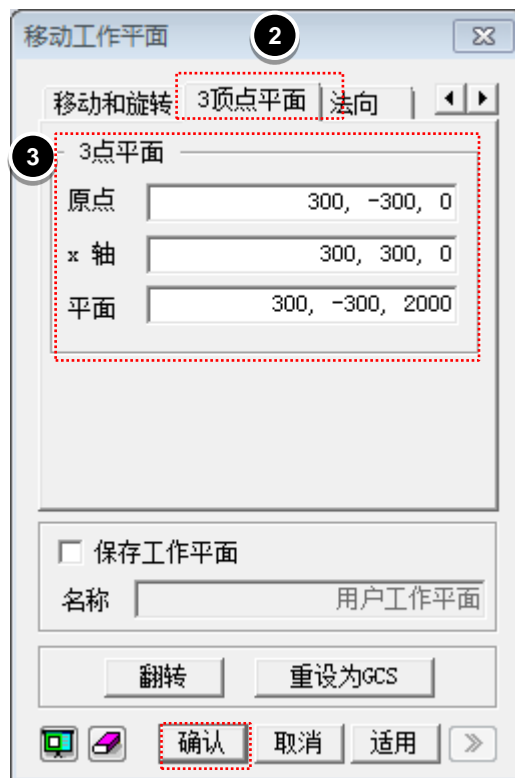 移动工作平面 2
移动和旋转 3顶点平面 法向
3 3点平面
原点 300, -300, 0
x 轴 300, 300, 0
平面 300, -300, 2000
保存工作平面
名称 用户工作平面
翻转 重设为GCS
确认 取消 适用